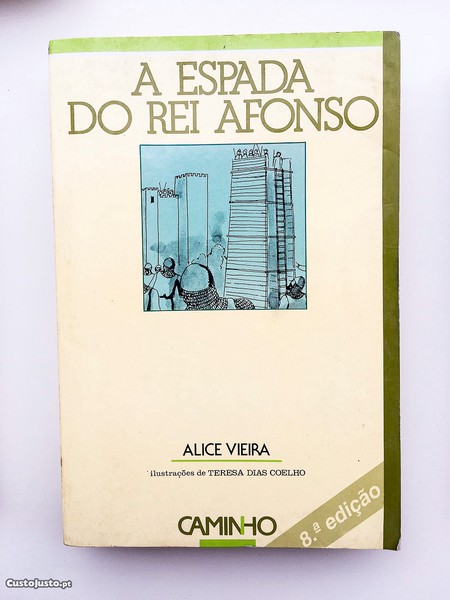 A ESPADA
DO REI AFONSO
ALICE VIEIRA
ilustrações de TERESA DIAS COELHO
8.ª edição
CAMINHO
CustoJusto.pt